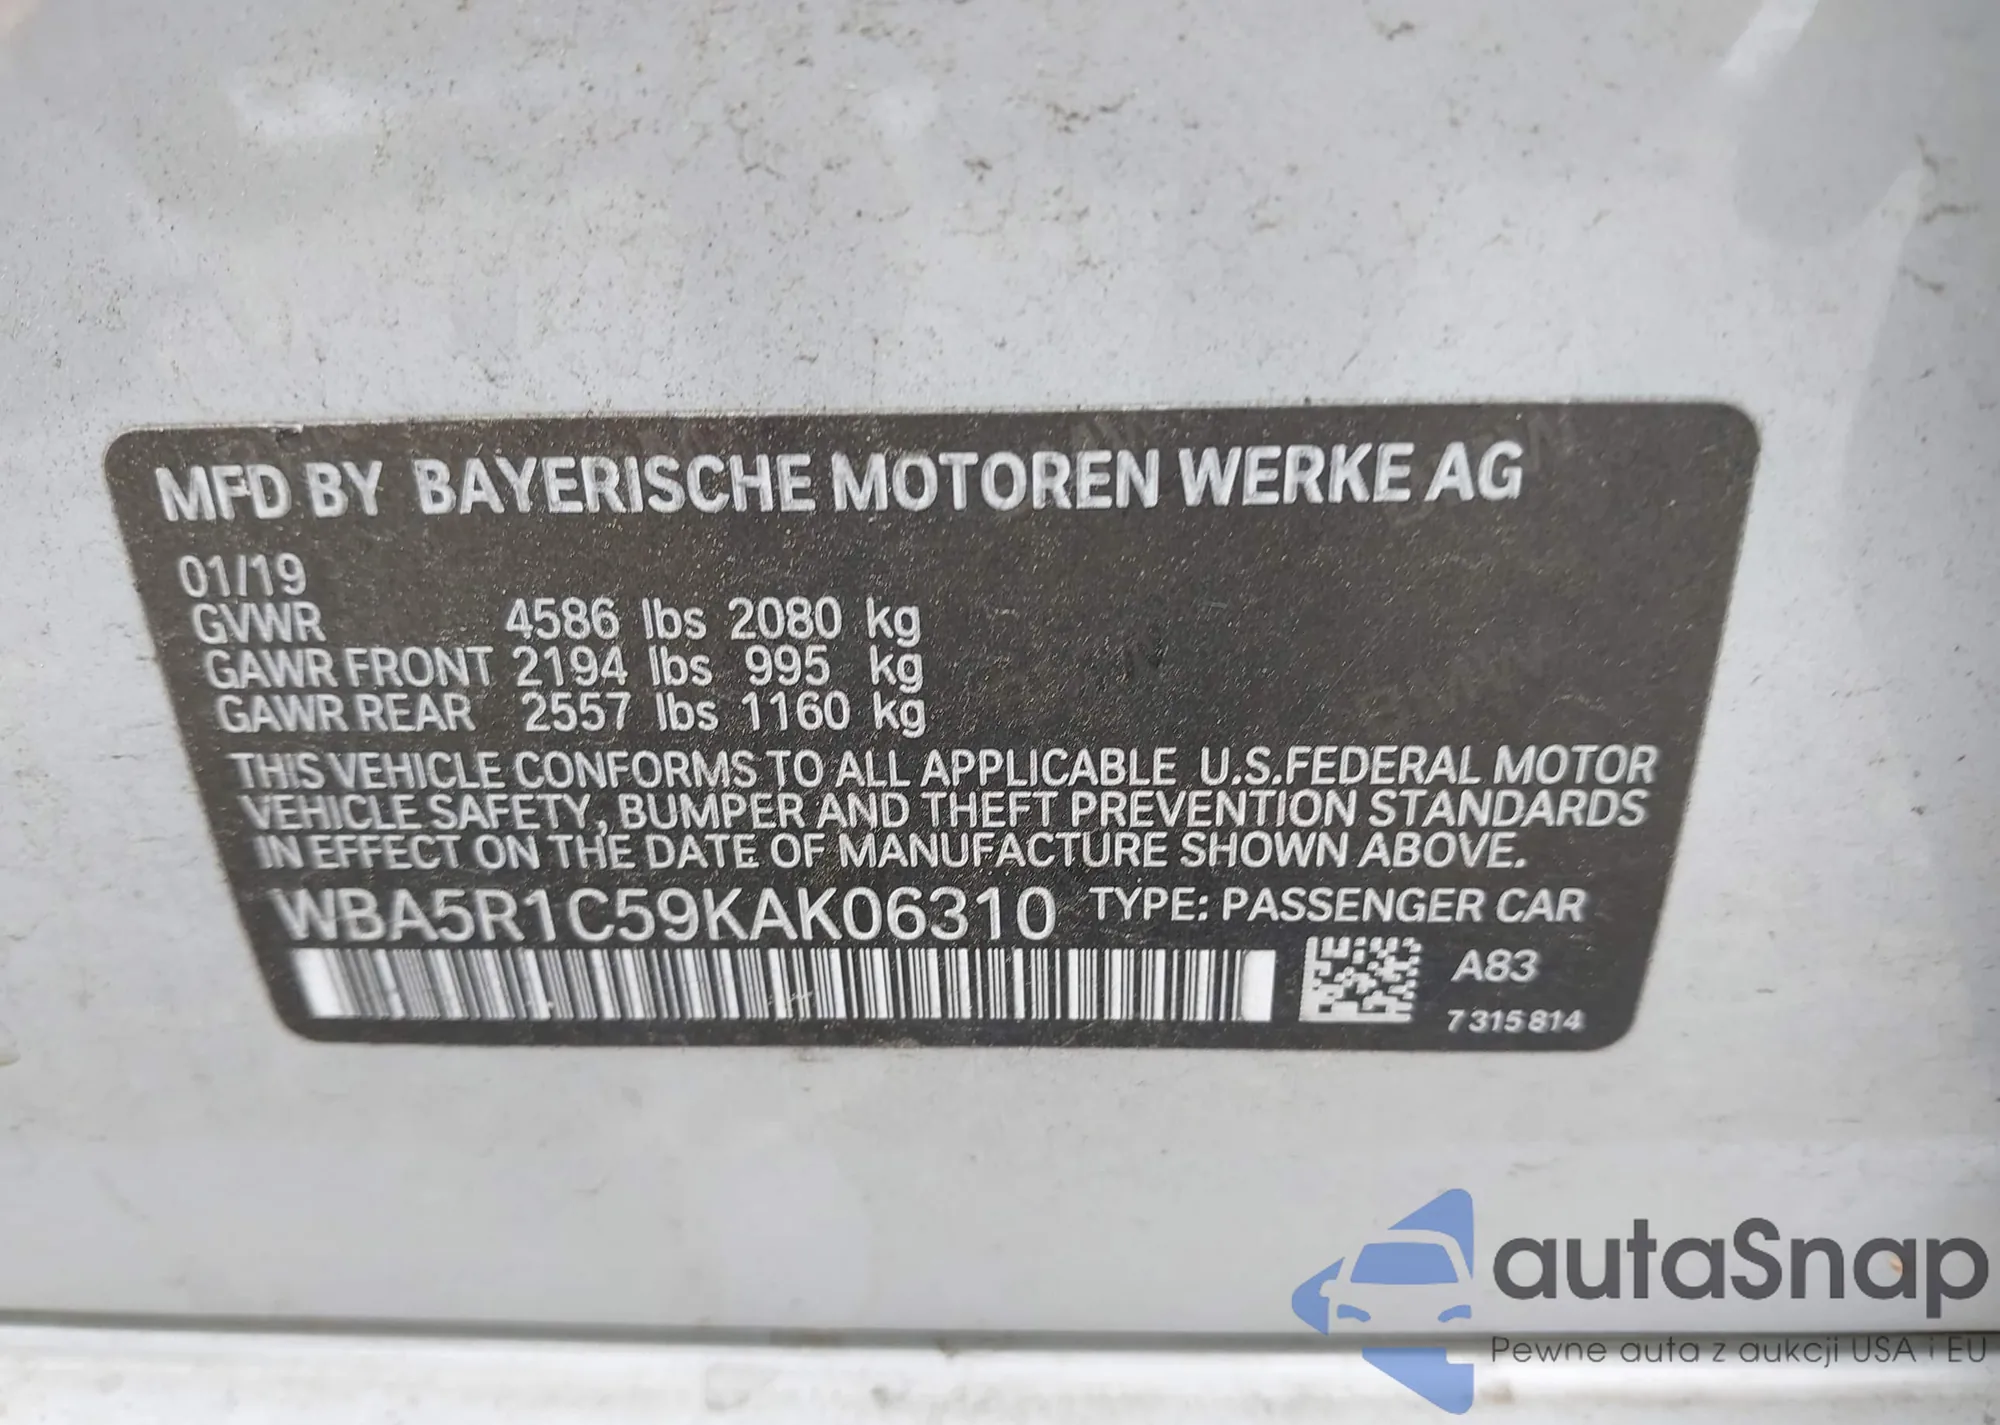 MFD BY BAYERISCHE MOTOREN WERKE AG
01/19
GVWR 4586 lbs 2080 kg
GAWR FRONT 2194 lbs 995 kg
GAWR REAR 2557 lbs 1160 kg
THIS VEHICLE CONFORMS TO ALL APPLICABLE U.S.FEDERAL MOTOR
VEHICLE SAFETY, BUMPER AND THEFT PREVENTION STANDARDS
IN EFFECT ON THE DATE OF MANUFACTURE SHOWN ABOVE.
WBA5R1C59KAK06310 TYPE: PASSENGER CAR
A83
7315814
autaSnap
Pewne auta z aukcji USA i EU